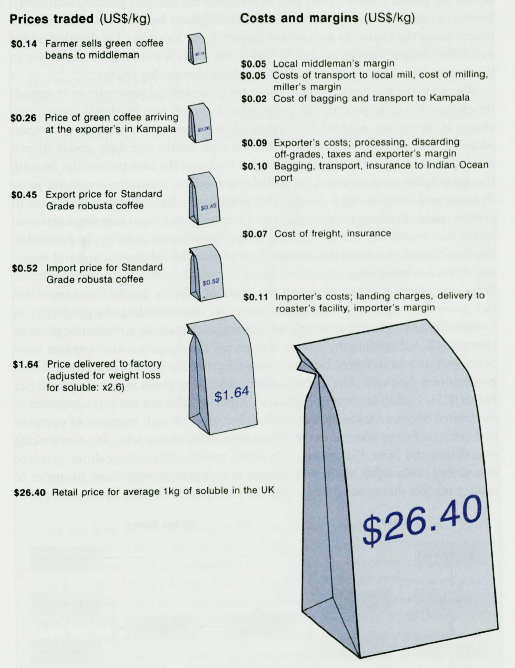 Prices traded (US$/kg)
Costs and margins (US$/kg)
$0.14 Farmer sells green coffee
beans to middleman
$0.14
$0.05 Local middleman's margin
$0.05 Costs of transport to local mill, cost of milling,
miller's margin
$0.02 Cost of bagging and transport to Kampala
$0.26 Price of green coffee arriving
at the exporter's in Kampala
$0.26
$0.09 Exporter's costs; processing, discarding
off-grades, taxes and exporter's margin
$0.10 Bagging, transport, insurance to Indian Ocean
port
$0.45 Export price for Standard
Grade robusta coffee
$0.45
$0.07 Cost of freight, insurance
$0.52 Import price for Standard
Grade robusta coffee
$0.52
$0.11 Importer's costs; landing charges, delivery to
roaster's facility, importer's margin
$1.64 Price delivered to factory
(adjusted for weight loss
for soluble: x2.6)
$1.64
$26.40 Retail price for average 1kg of soluble in the UK
$26.40